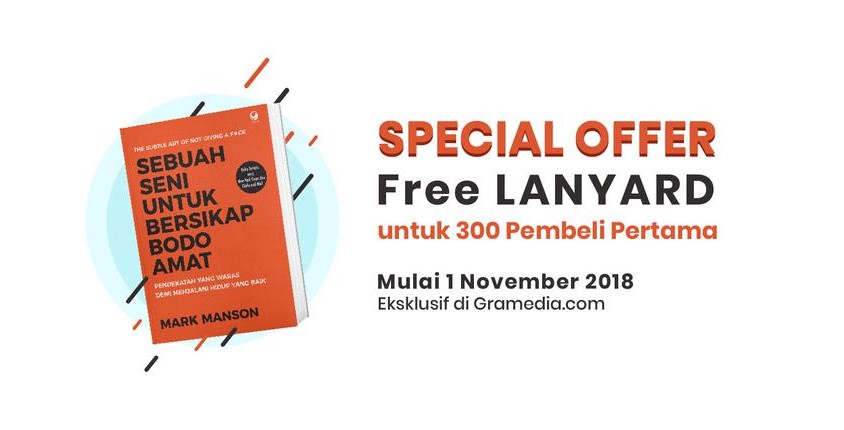 THE SUBTLE ART OF NOT GIVING A F*CK
SEBUAH
SENI
UNTUK
BERSIKAP
BODO
AMAT
PENDEKATAN YANG WARAS
DEMI MENJALANI HIDUP YANG BAIK
MARK MANSON
SPECIAL OFFER
Free LANYARD
untuk 300 Pembeli Pertama
Mulai 1 November 2018
Eksklusif di Gramedia.com